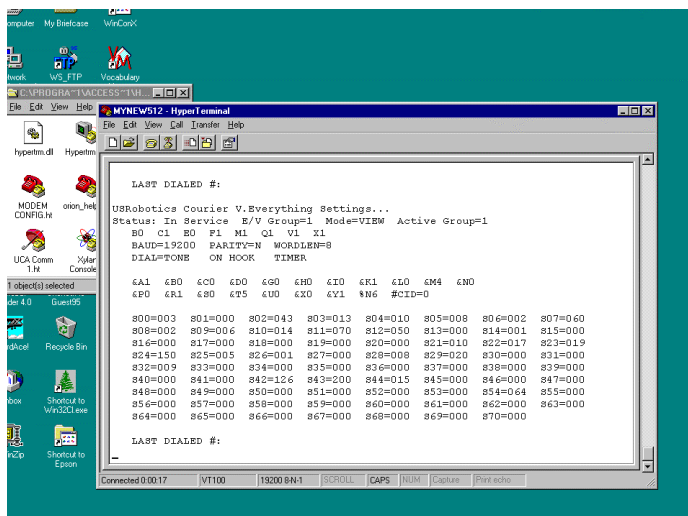 omputer My Briefcase WinComX
twork WS_FTP Vocabulary
C:\PROGRA~1\ACCESS~1\H...
File Edit View Help
hypertrm.dll Hypertrm
MODEM CONFIG.ht orion_help
UCA Comm 1.ht Xylan Console
1 object(s) selected
der 4.0 Guest95
rdAce! Recycle Bin
nbox Shortcut to Win32Cl.exe
inZip Shortcut to Epson
MYNEW512 - HyperTerminal
File Edit View Call Transfer Help
LAST DIALED #:
USRobotics Courier V.Everything Settings...
Status: In Service E/V Group=1 Mode=VIEW Active Group=1
B0 C1 E0 F1 M1 Q1 V1 X1
BAUD=19200 PARITY=N WORDLEN=8
DIAL=TONE ON HOOK TIMER
&A1 &B0 &C0 &D0 &G0 &H0 &I0 &K1 &L0 &M4 &N0
&P0 &R1 &S0 &T5 &U0 &X0 &Y1 %N6 #CID=0
S00=003 S01=000 S02=043 S03=013 S04=010 S05=008 S06=002 S07=060
S08=002 S09=006 S10=014 S11=070 S12=050 S13=000 S14=001 S15=000
S16=000 S17=000 S18=000 S19=000 S20=000 S21=010 S22=017 S23=019
S24=150 S25=005 S26=001 S27=000 S28=008 S29=020 S30=000 S31=000
S32=009 S33=000 S34=000 S35=000 S36=000 S37=000 S38=000 S39=000
S40=000 S41=000 S42=126 S43=200 S44=015 S45=000 S46=000 S47=000
S48=000 S49=000 S50=000 S51=000 S52=000 S53=000 S54=064 S55=000
S56=000 S57=000 S58=000 S59=000 S60=000 S61=000 S62=000 S63=000
S64=000 S65=000 S66=000 S67=000 S68=000 S69=000 S70=000
LAST DIALED #:
Connected 0:00:17 VT100 19200 8-N-1 SCROLL CAPS NUM Capture Print echo